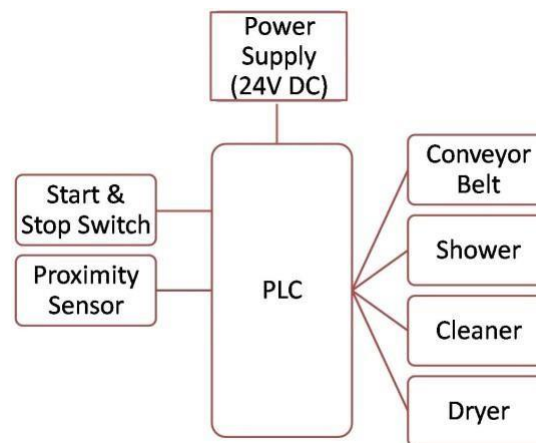 Power
Supply
(24V DC)
Start &
Stop Switch
Proximity
Sensor
PLC
Conveyor
Belt
Shower
Cleaner
Dryer